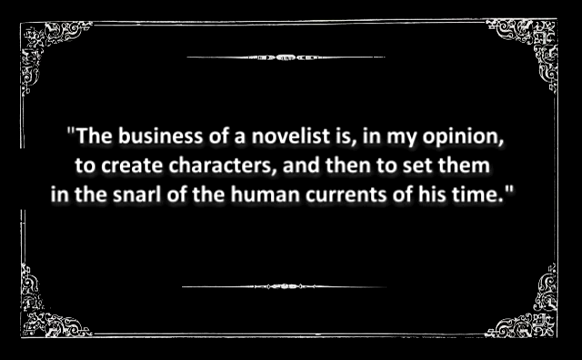 "The business of a novelist is, in my opinion,
to create characters, and then to set them
in the snarl of the human currents of his time."